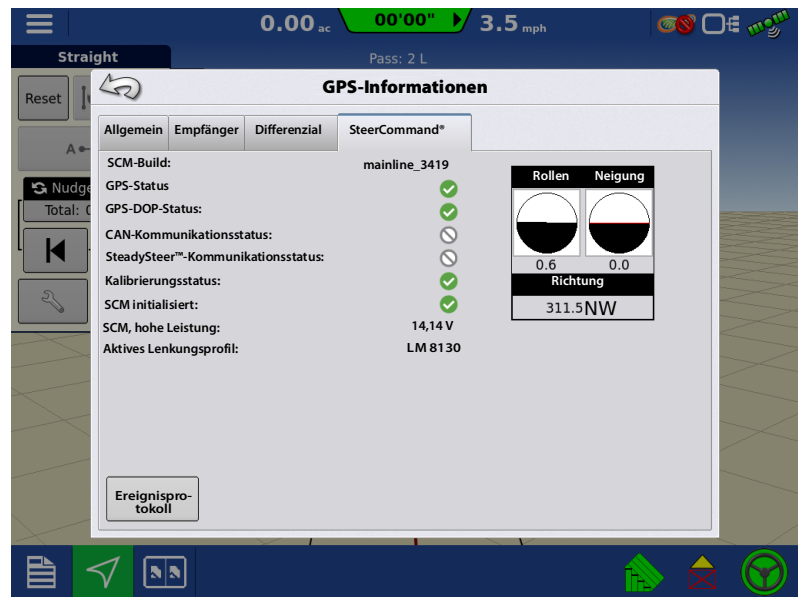 0.00 ac
00'00"
3.5 mph
Straight
Pass: 2 L
GPS-Informationen
Reset
Allgemein
Empfänger
Differenzial
SteerCommand®
A
SCM-Build:
mainline_3419
GPS-Status
GPS-DOP-Status:
CAN-Kommunikationsstatus:
SteadySteer™-Kommunikationsstatus:
Kalibrierungsstatus:
SCM initialisiert:
SCM, hohe Leistung:
14,14 V
Aktives Lenkungsprofil:
LM 8130
Rollen
Neigung
0.6
0.0
Richtung
311.5NW
Nudge
Total:
Ereignispro-
tokoll